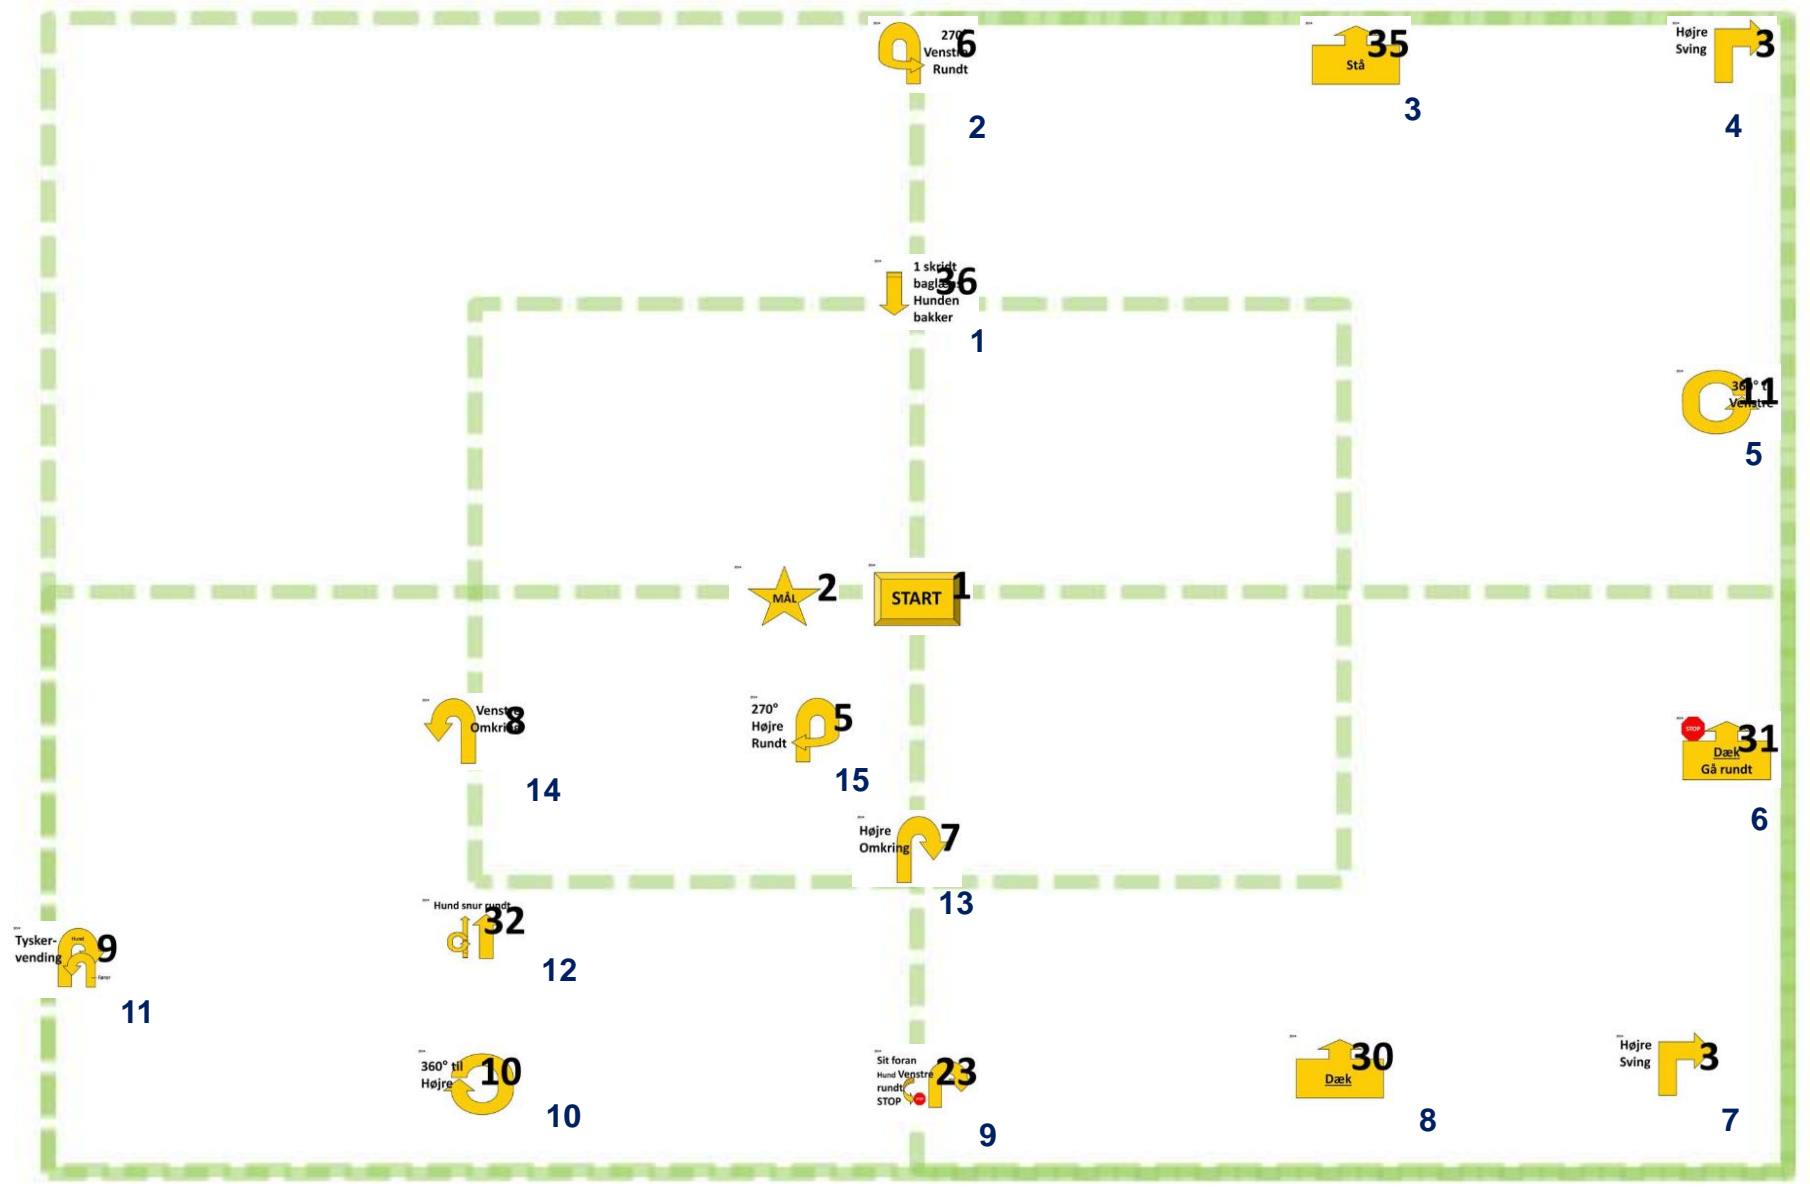 270°
Venstre
Rundt
6
2
Stå
35
3
Højre
Sving
3
4
1 skridt
baglæns
Hunden
bakker
36
1
360° til
Venstre
11
5
MÅL
2
START
1
Venstre
Omkring
8
14
270°
Højre
Rundt
5
15
STOP
Dæk
Gå rundt
31
6
Højre
Omkring
7
13
Tysker-
vending
Hund
Fører
9
11
Hund snur rundt
32
12
360° til
Højre
10
10
Sit foran
Hund Venstre
rundt
STOP
23
9
Dæk
30
8
Højre
Sving
3
7